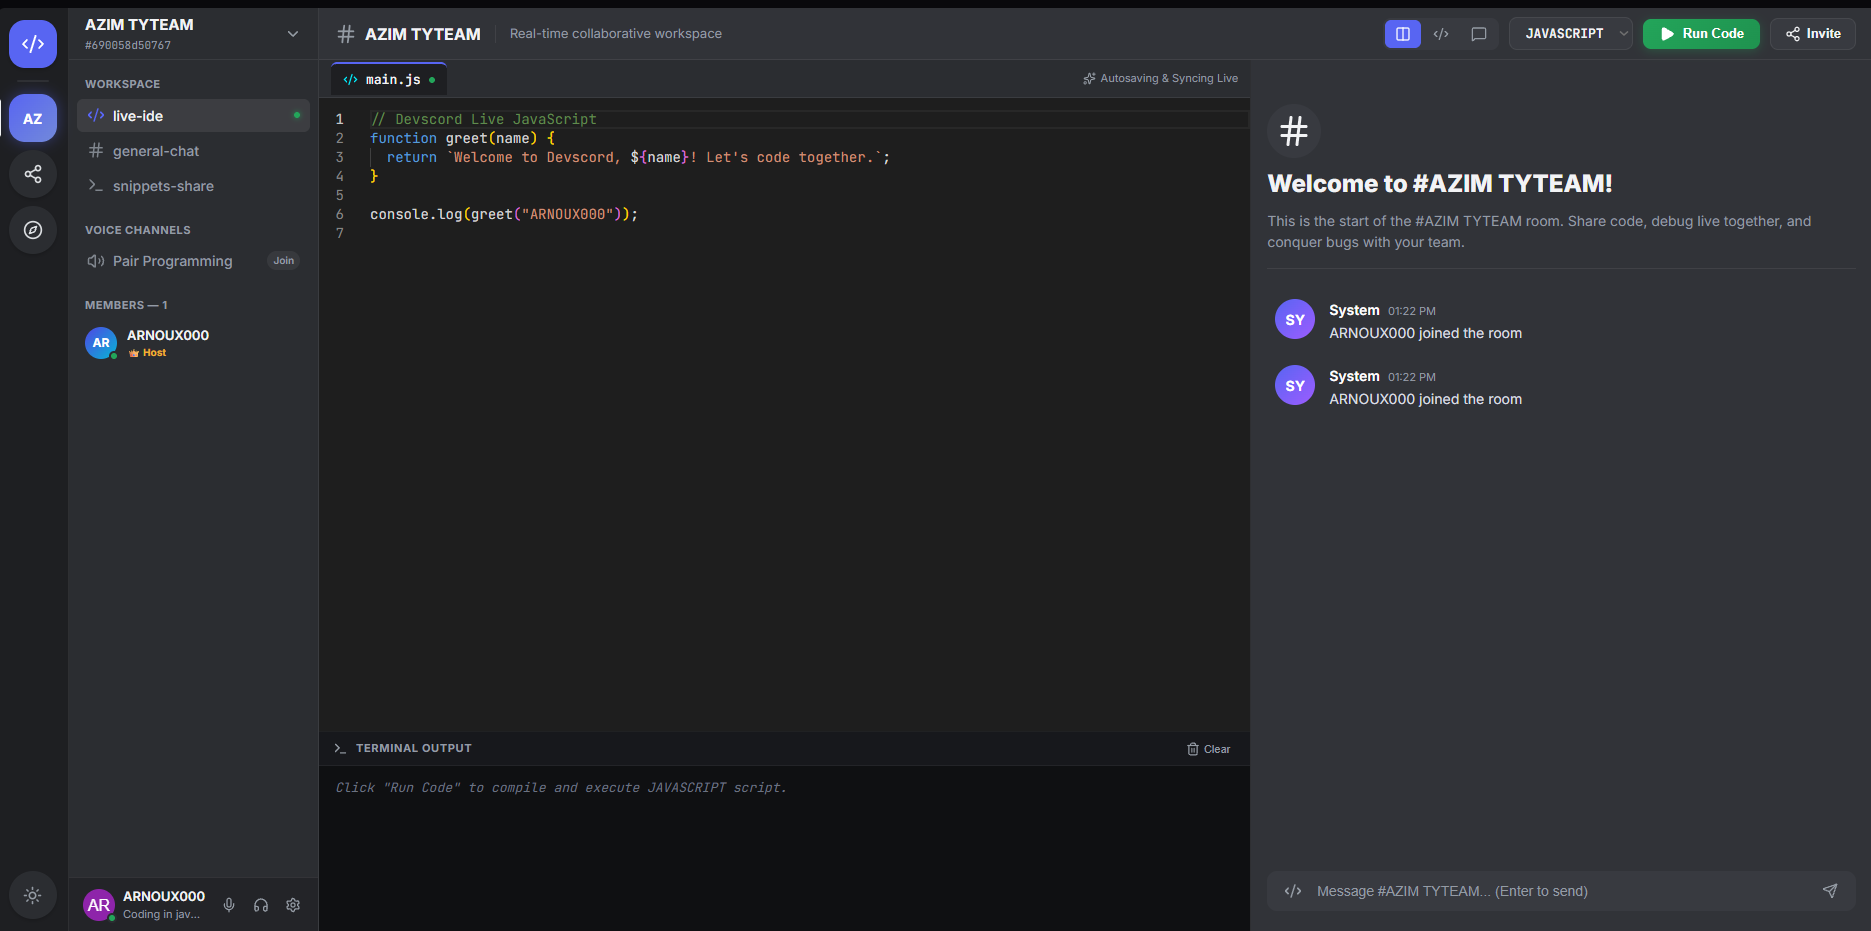 AZIM TYTEAM
#690058d50767
AZ
WORKSPACE
live-ide
general-chat
snippets-share
VOICE CHANNELS
Pair Programming Join
MEMBERS — 1
AR ARNOUX000
Host
AR ARNOUX000
Coding in jav...
# AZIM TYTEAM Real-time collaborative workspace
JAVASCRIPT Run Code Invite
main.js
Autosaving & Syncing Live
1 // Devscord Live JavaScript
2 function greet(name) {
3 return `Welcome to Devscord, ${name}! Let's code together.`;
4 }
5
6 console.log(greet("ARNOUX000"));
7
TERMINAL OUTPUT Clear
Click "Run Code" to compile and execute JAVASCRIPT script.
#
Welcome to #AZIM TYTEAM!
This is the start of the #AZIM TYTEAM room. Share code, debug live together, and
conquer bugs with your team.
SY System 01:22 PM
ARNOUX000 joined the room
SY System 01:22 PM
ARNOUX000 joined the room
Message #AZIM TYTEAM... (Enter to send)